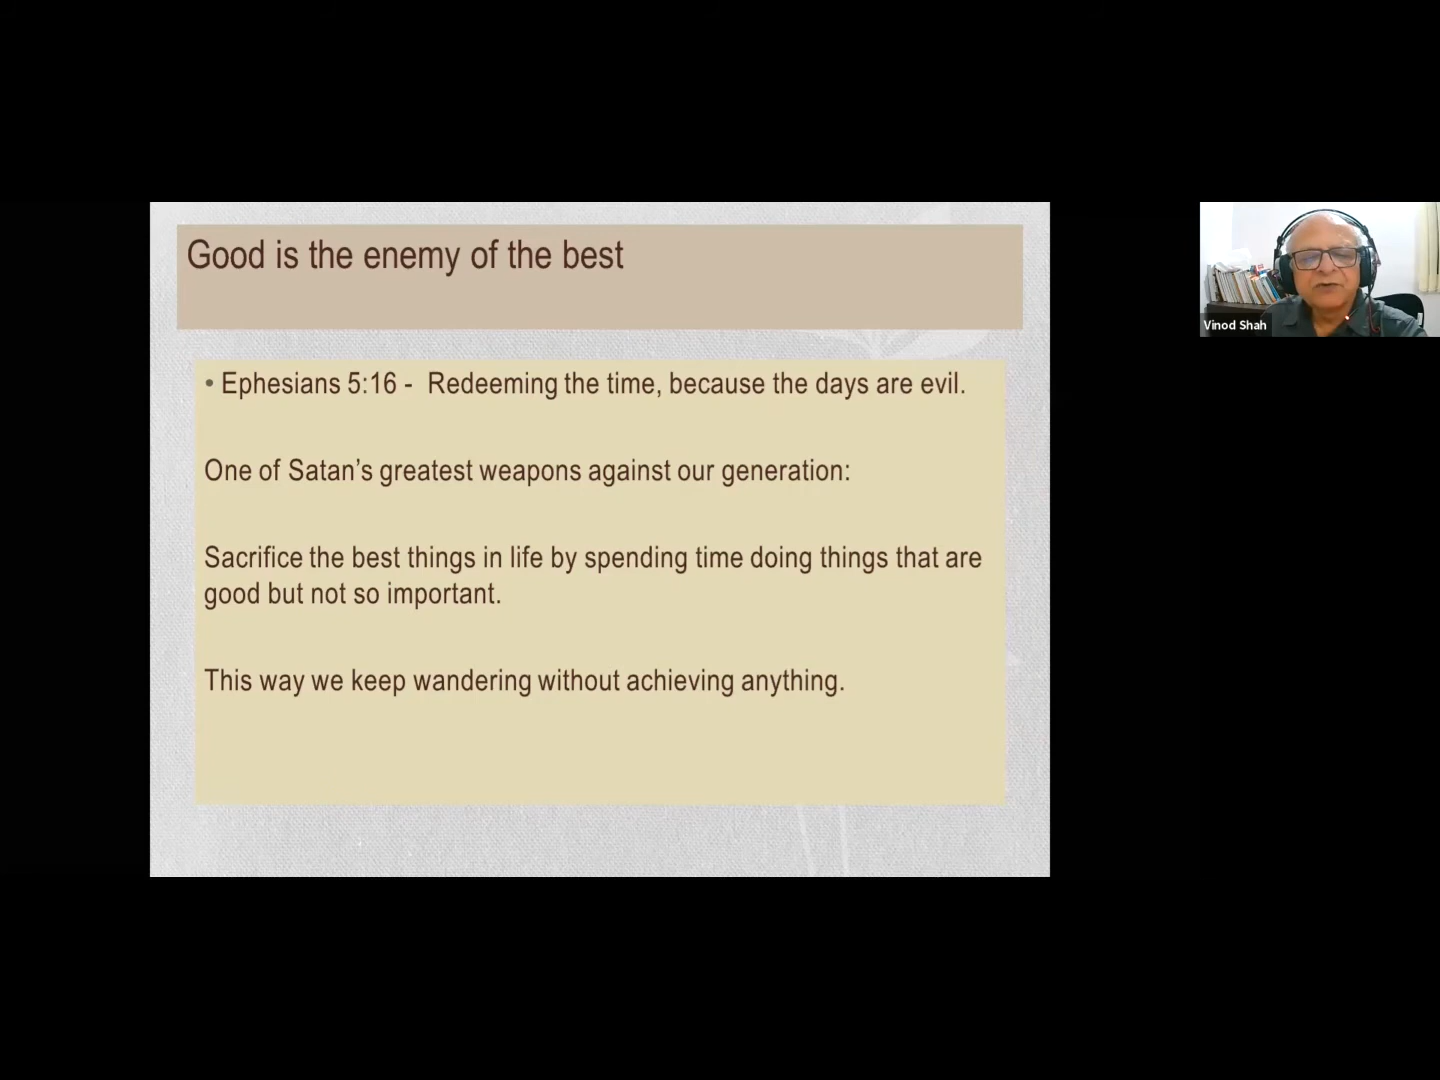 Good is the enemy of the best
• Ephesians 5:16 -  Redeeming the time, because the days are evil.
One of Satan’s greatest weapons against our generation:
Sacrifice the best things in life by spending time doing things that are
good but not so important.
This way we keep wandering without achieving anything.
Vinod Shah